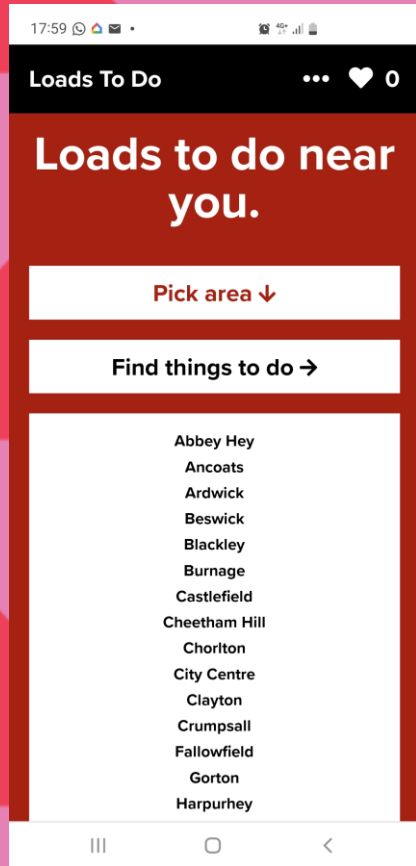 17:59
4G+
Loads To Do ••• 0
Loads to do near
you.
Pick area ↓
Find things to do →
Abbey Hey
Ancoats
Ardwick
Beswick
Blackley
Burnage
Castlefield
Cheetham Hill
Chorlton
City Centre
Clayton
Crumpsall
Fallowfield
Gorton
Harpurhey